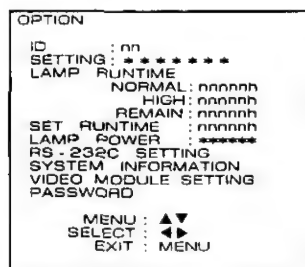 OPTION
ID : nn
SETTING : * * * * * * *
LAMP RUNTIME
NORMAL : nnnnnh
HIGH : nnnnnh
REMAIN : nnnnnh
SET RUNTIME : nnnnnh
LAMP POWER : ******
RS-232C SETTING
SYSTEM INFORMATION
VIDEO MODULE SETTING
PASSWORD
MENU : ▲▼
SELECT : ◀▶
EXIT : MENU